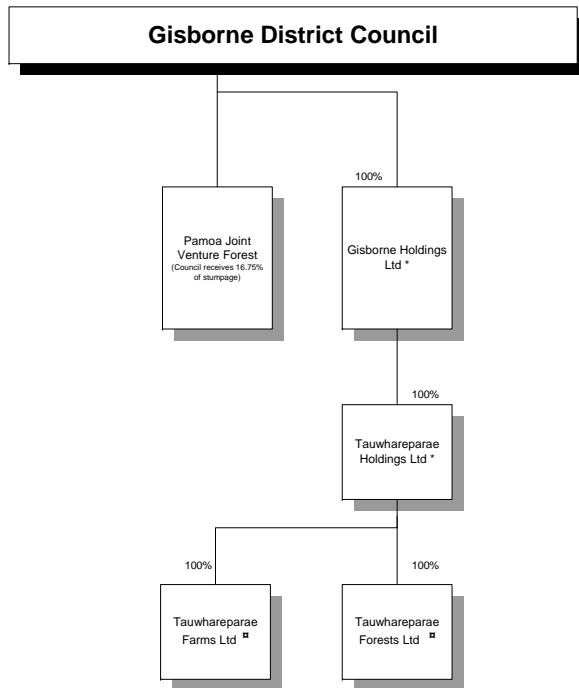 Gisborne District Council
100%
Pamoa Joint
Venture Forest
(Council receives 16.75%
of stumpage)
Gisborne Holdings
Ltd *
100%
Tauwhareparae
Holdings Ltd *
100%
100%
Tauwhareparae
Farms Ltd ¤
Tauwhareparae
Forests Ltd ¤